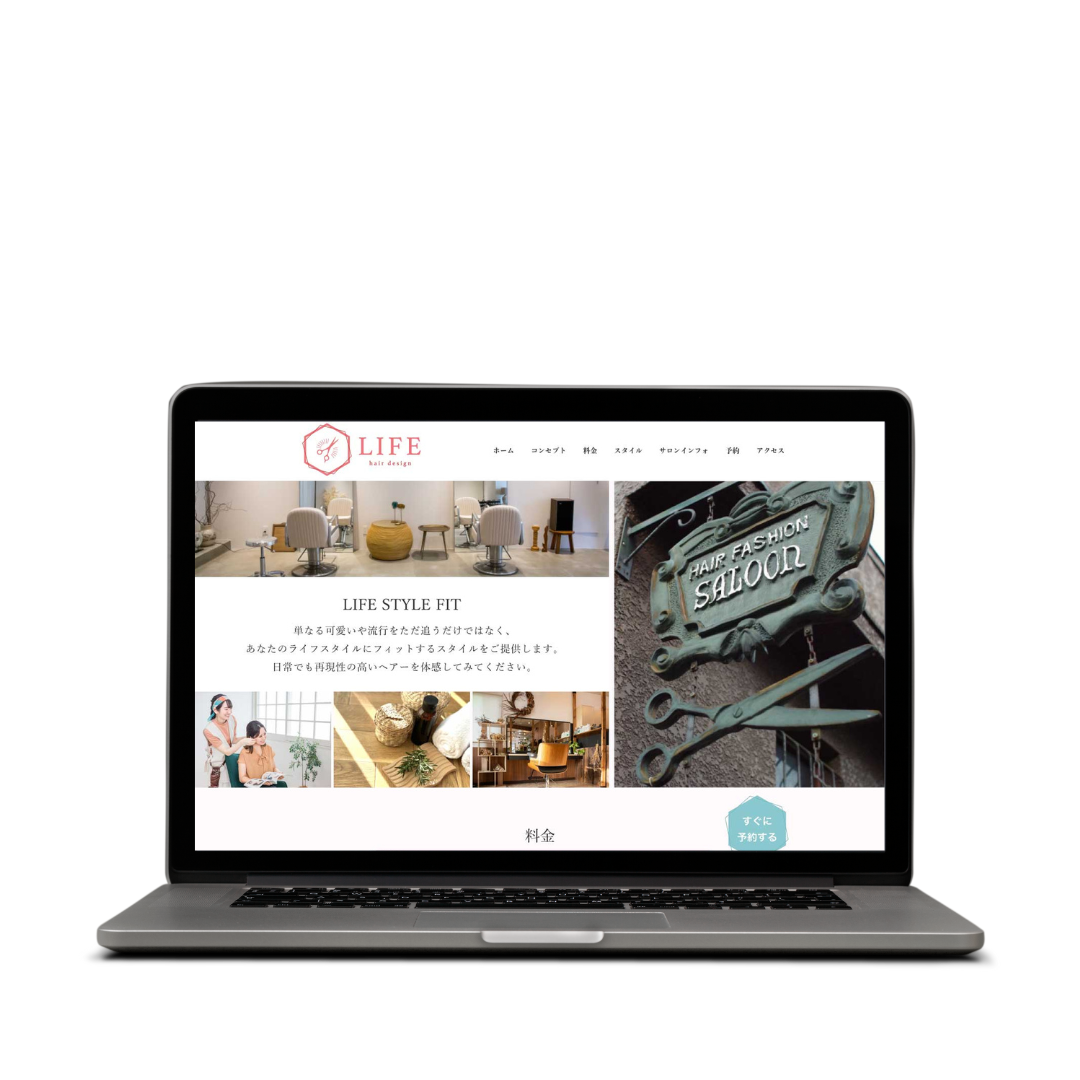 LIFE
hair design
ホーム コンセプト 料金 スタイル サロンインフォ 予約 アクセス
HAIR FASHION
SALOON
LIFE STYLE FIT
単なる可愛いや流行をただ追うだけではなく、
あなたのライフスタイルにフィットするスタイルをご提供します。
日常でも再現性の高いヘアーを体感してみてください。
料金
すぐに
予約する